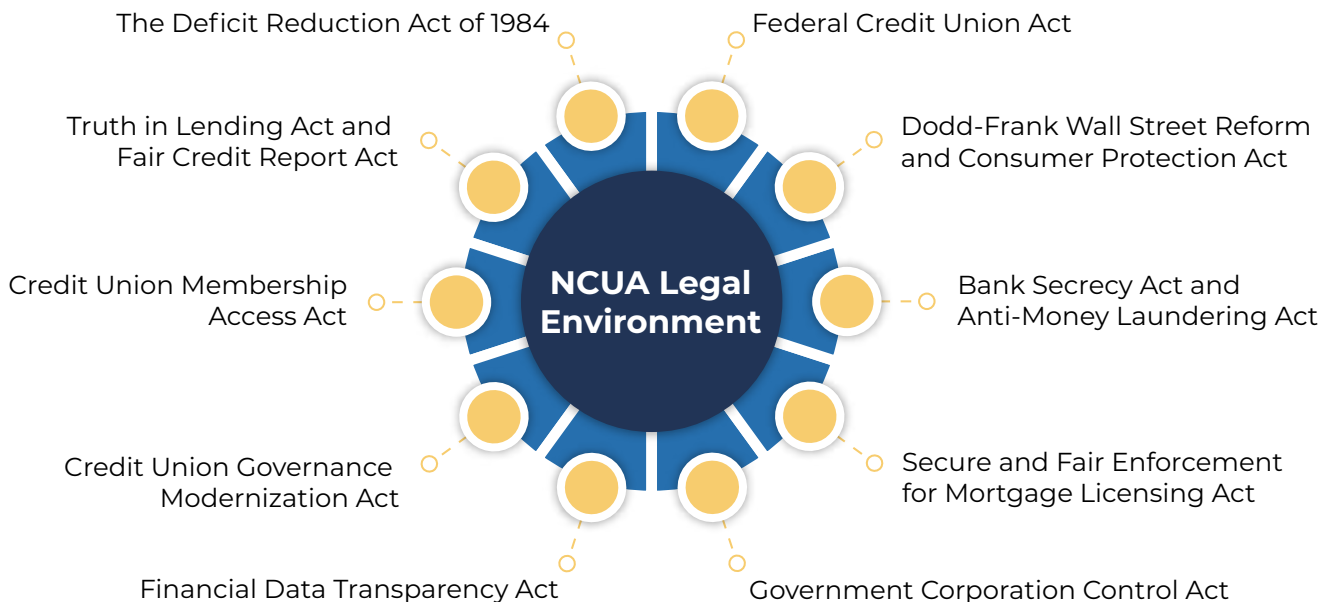 The Deficit Reduction Act of 1984
Federal Credit Union Act
Truth in Lending Act and
Fair Credit Report Act
Dodd-Frank Wall Street Reform
and Consumer Protection Act
Credit Union Membership
Access Act
NCUA Legal
Environment
Bank Secrecy Act and
Anti-Money Laundering Act
Credit Union Governance
Modernization Act
Secure and Fair Enforcement
for Mortgage Licensing Act
Financial Data Transparency Act
Government Corporation Control Act